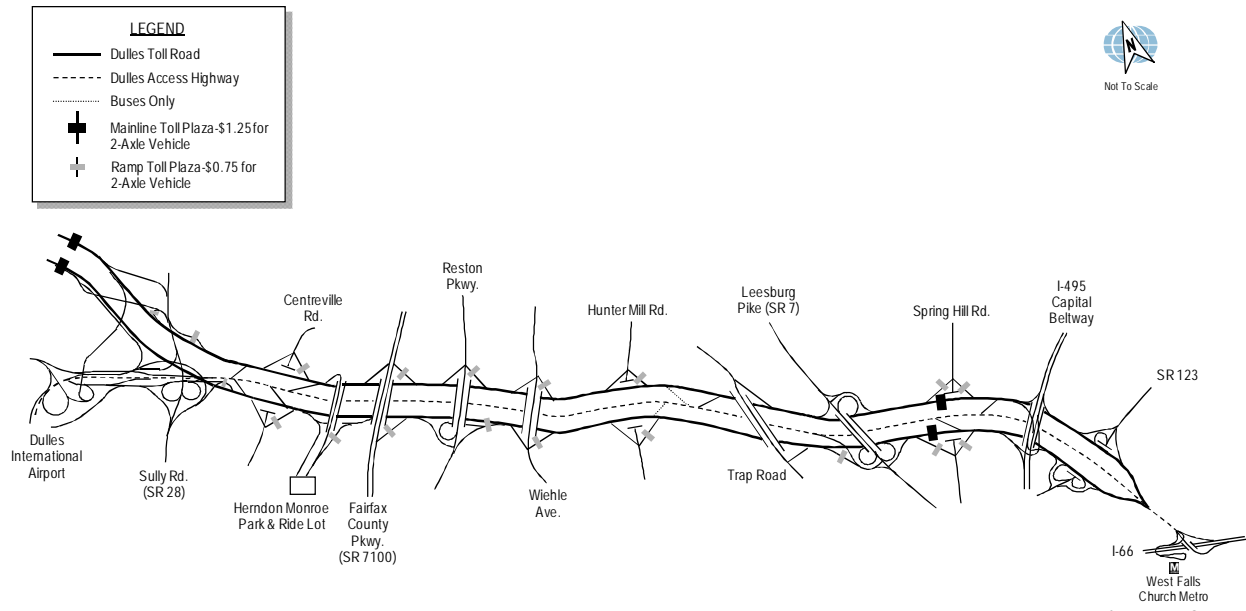 LEGEND
Dulles Toll Road
Dulles Access Highway
Buses Only
Mainline Toll Plaza-$1.25 for
2-Axle Vehicle
Ramp Toll Plaza-$0.75 for
2-Axle Vehicle
N
Not To Scale
Centreville
Rd.
Reston
Pkwy.
Hunter Mill Rd.
Leesburg
Pike (SR 7)
Spring Hill Rd.
I-495
Capital
Beltway
SR 123
Dulles
International
Airport
Sully Rd.
(SR 28)
Herndon Monroe
Park & Ride Lot
Fairfax
County
Pkwy.
(SR 7100)
Wiehle
Ave.
Trap Road
I-66
M
West Falls
Church Metro